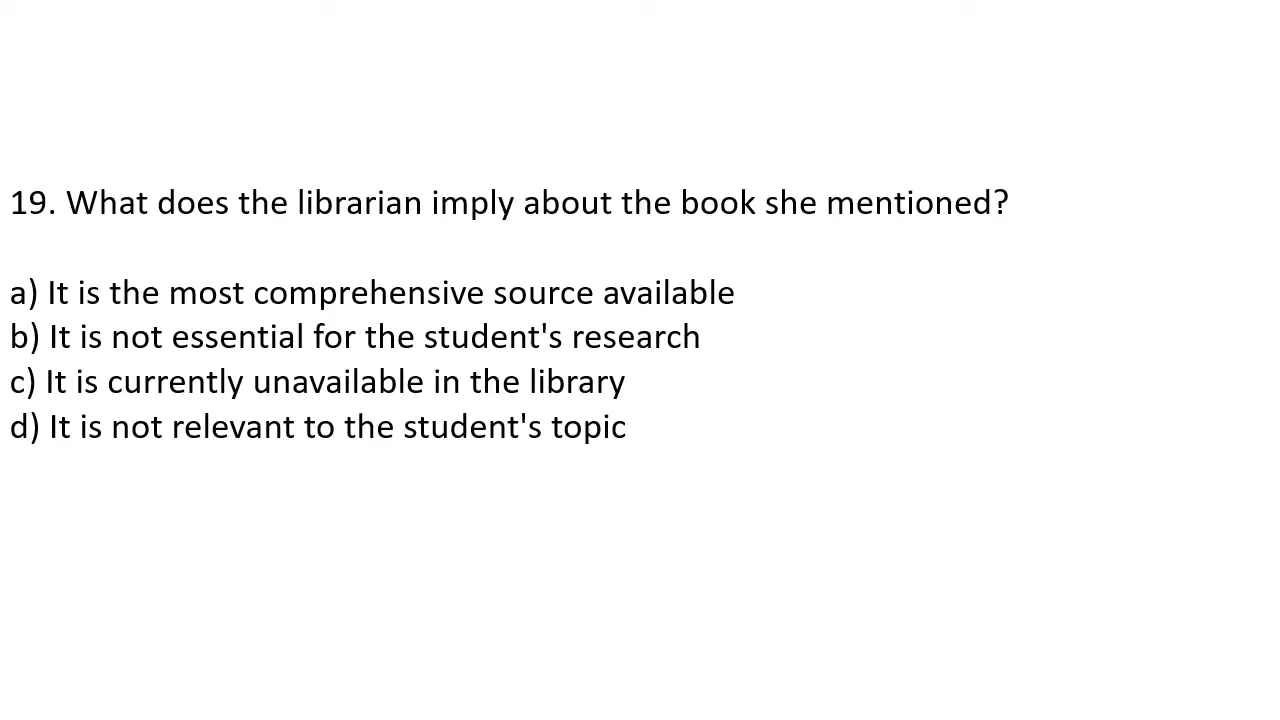 19. What does the librarian imply about the book she mentioned?
a) It is the most comprehensive source available
b) It is not essential for the student's research
c) It is currently unavailable in the library
d) It is not relevant to the student's topic